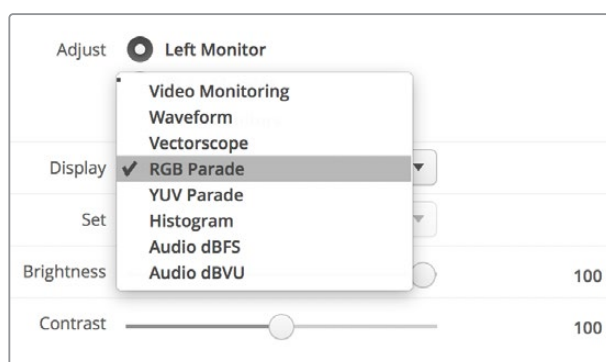 Adjust Left Monitor
Video Monitoring
Waveform
Vectorscope
Display ✓ RGB Parade
YUV Parade
Set Histogram
Audio dBFS
Brightness Audio dBVU 100
Contrast 100